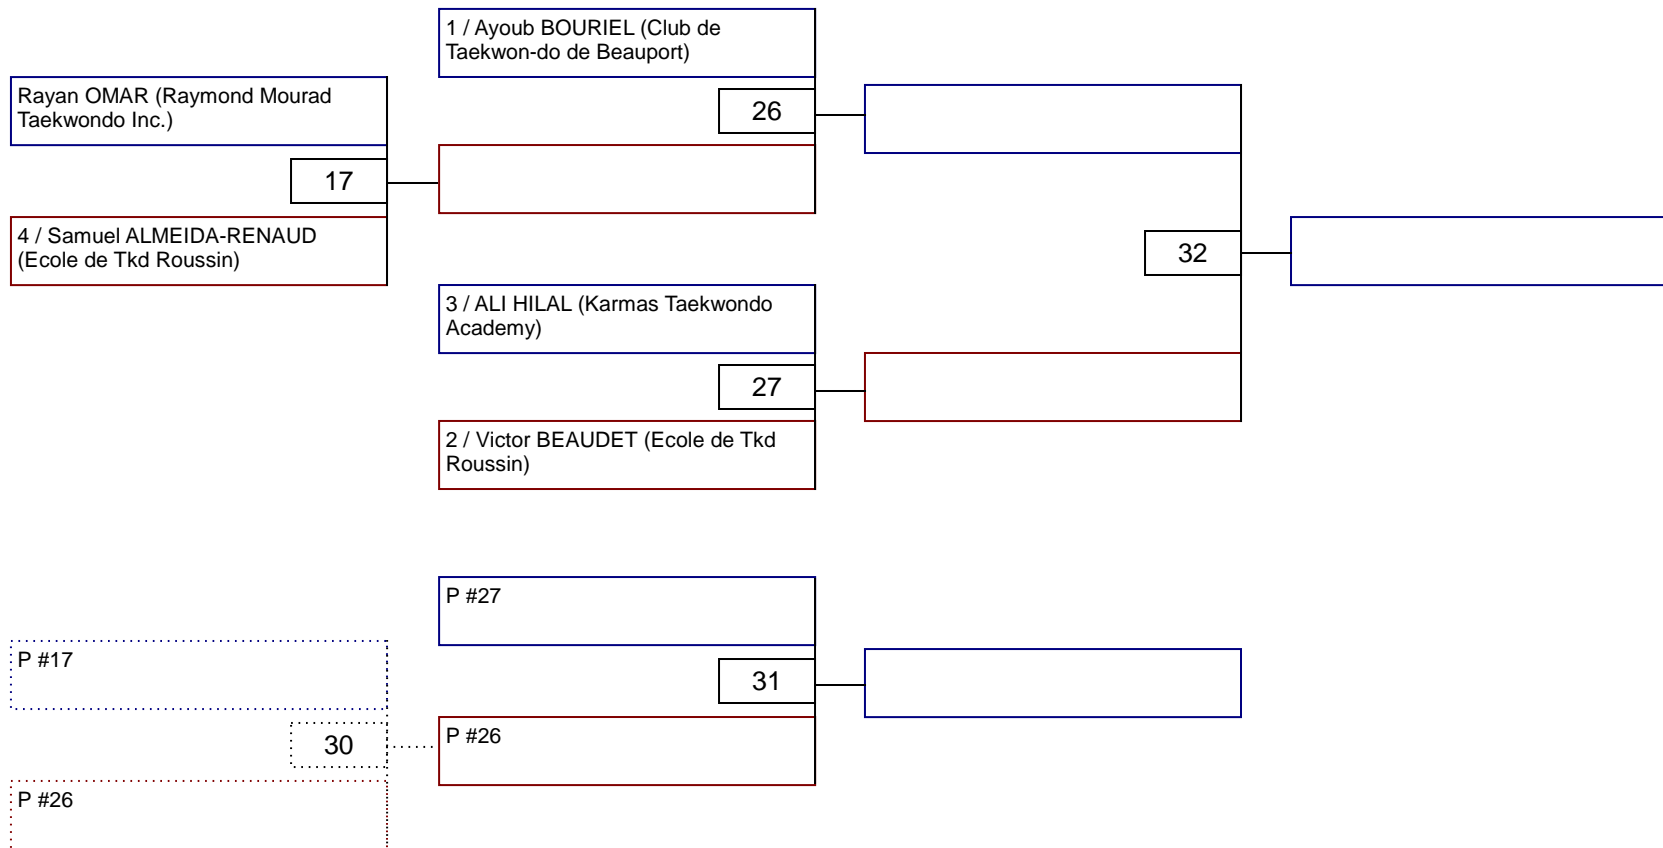 1 / Ayoub BOURIEL (Club de
Taekwon-do de Beauport)
Rayan OMAR (Raymond Mourad
Taekwondo Inc.)
26
17
4 / Samuel ALMEIDA-RENAUD
(Ecole de Tkd Roussin)
32
3 / ALI HILAL (Karmas Taekwondo
Academy)
27
2 / Victor BEAUDET (Ecole de Tkd
Roussin)
P #27
P #17
31
30
P #26
P #26